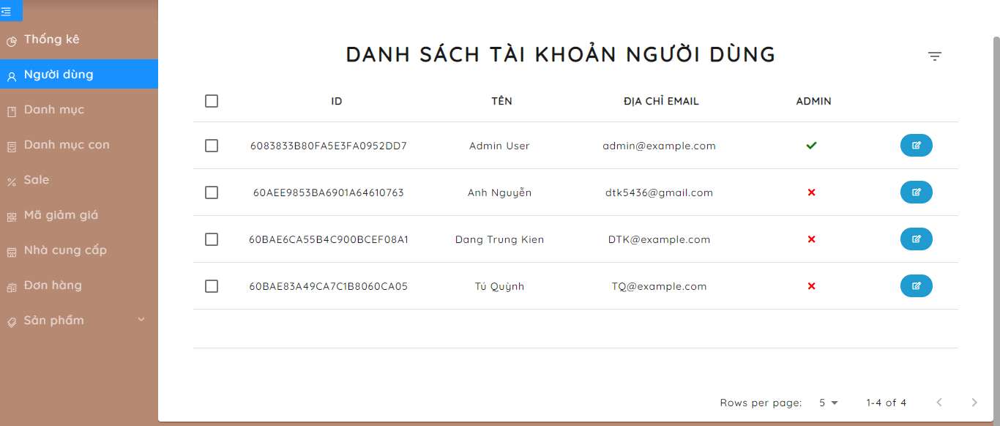 Thống kê
Người dùng
Danh mục
Danh mục con
Sale
Mã giảm giá
Nhà cung cấp
Đơn hàng
Sản phẩm
DANH SÁCH TÀI KHOẢN NGƯỜI DÙNG
ID TÊN ĐỊA CHỈ EMAIL ADMIN
6083833B80FA5E3FA0952DD7 Admin User admin@example.com
60AEE9853BA6901A64610763 Anh Nguyễn dtk5436@gmail.com
60BAE6CA55B4C900BCEF08A1 Dang Trung Kien DTK@example.com
60BAE83A49CA7C1B8060CA05 Tú Quỳnh TQ@example.com
Rows per page: 5 1-4 of 4